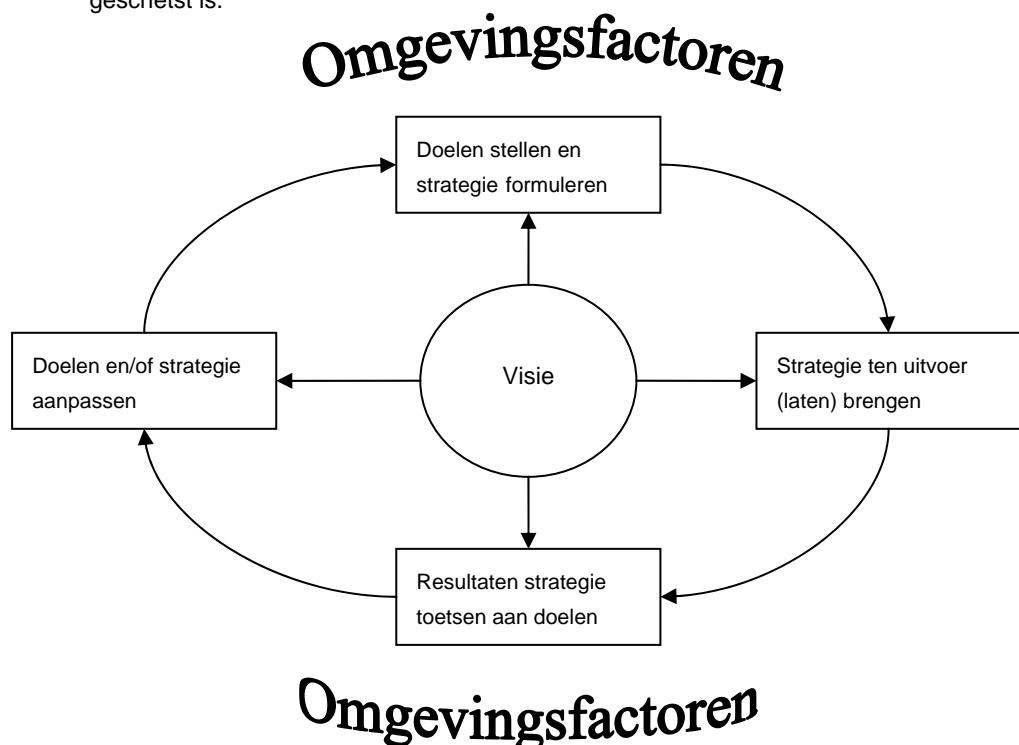 geschetst is.
Omgevingsfactoren
Doelen stellen en
strategie formuleren
Doelen en/of strategie
aanpassen
Visie
Strategie ten uitvoer
(laten) brengen
Resultaten strategie
toetsen aan doelen
Omgevingsfactoren